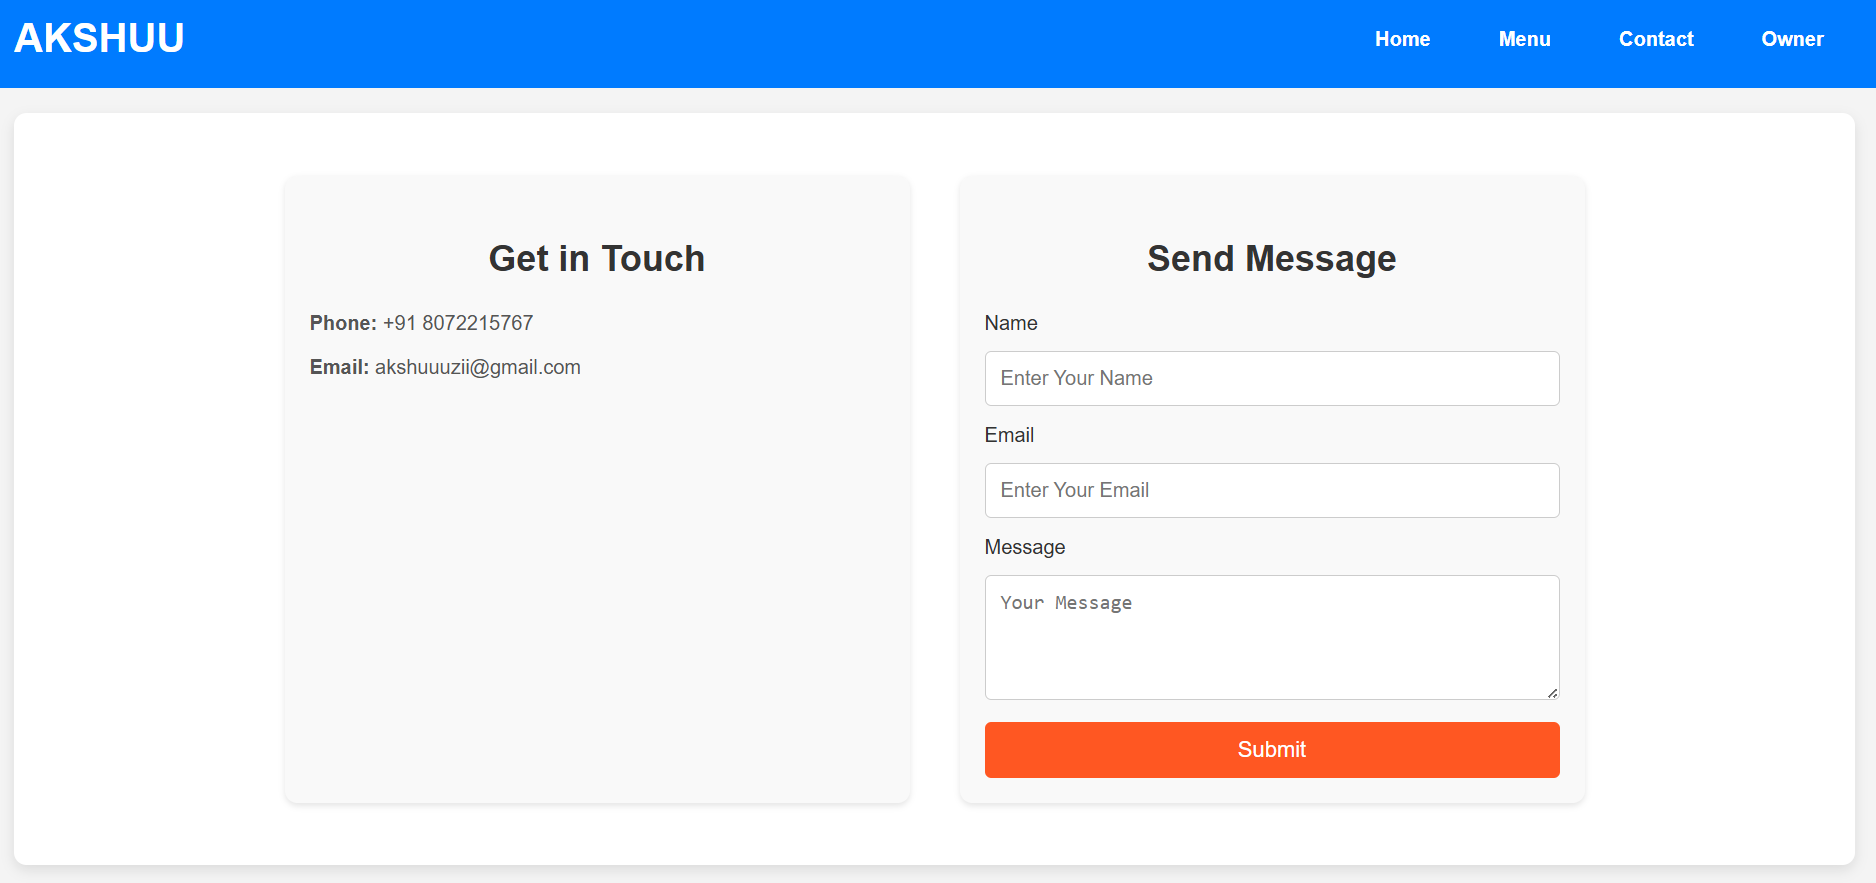 AKSHUU
Home Menu Contact Owner
Get in Touch
Phone: +91 8072215767
Email: akshuuuzii@gmail.com
Send Message
Name
Enter Your Name
Email
Enter Your Email
Message
Your Message
Submit